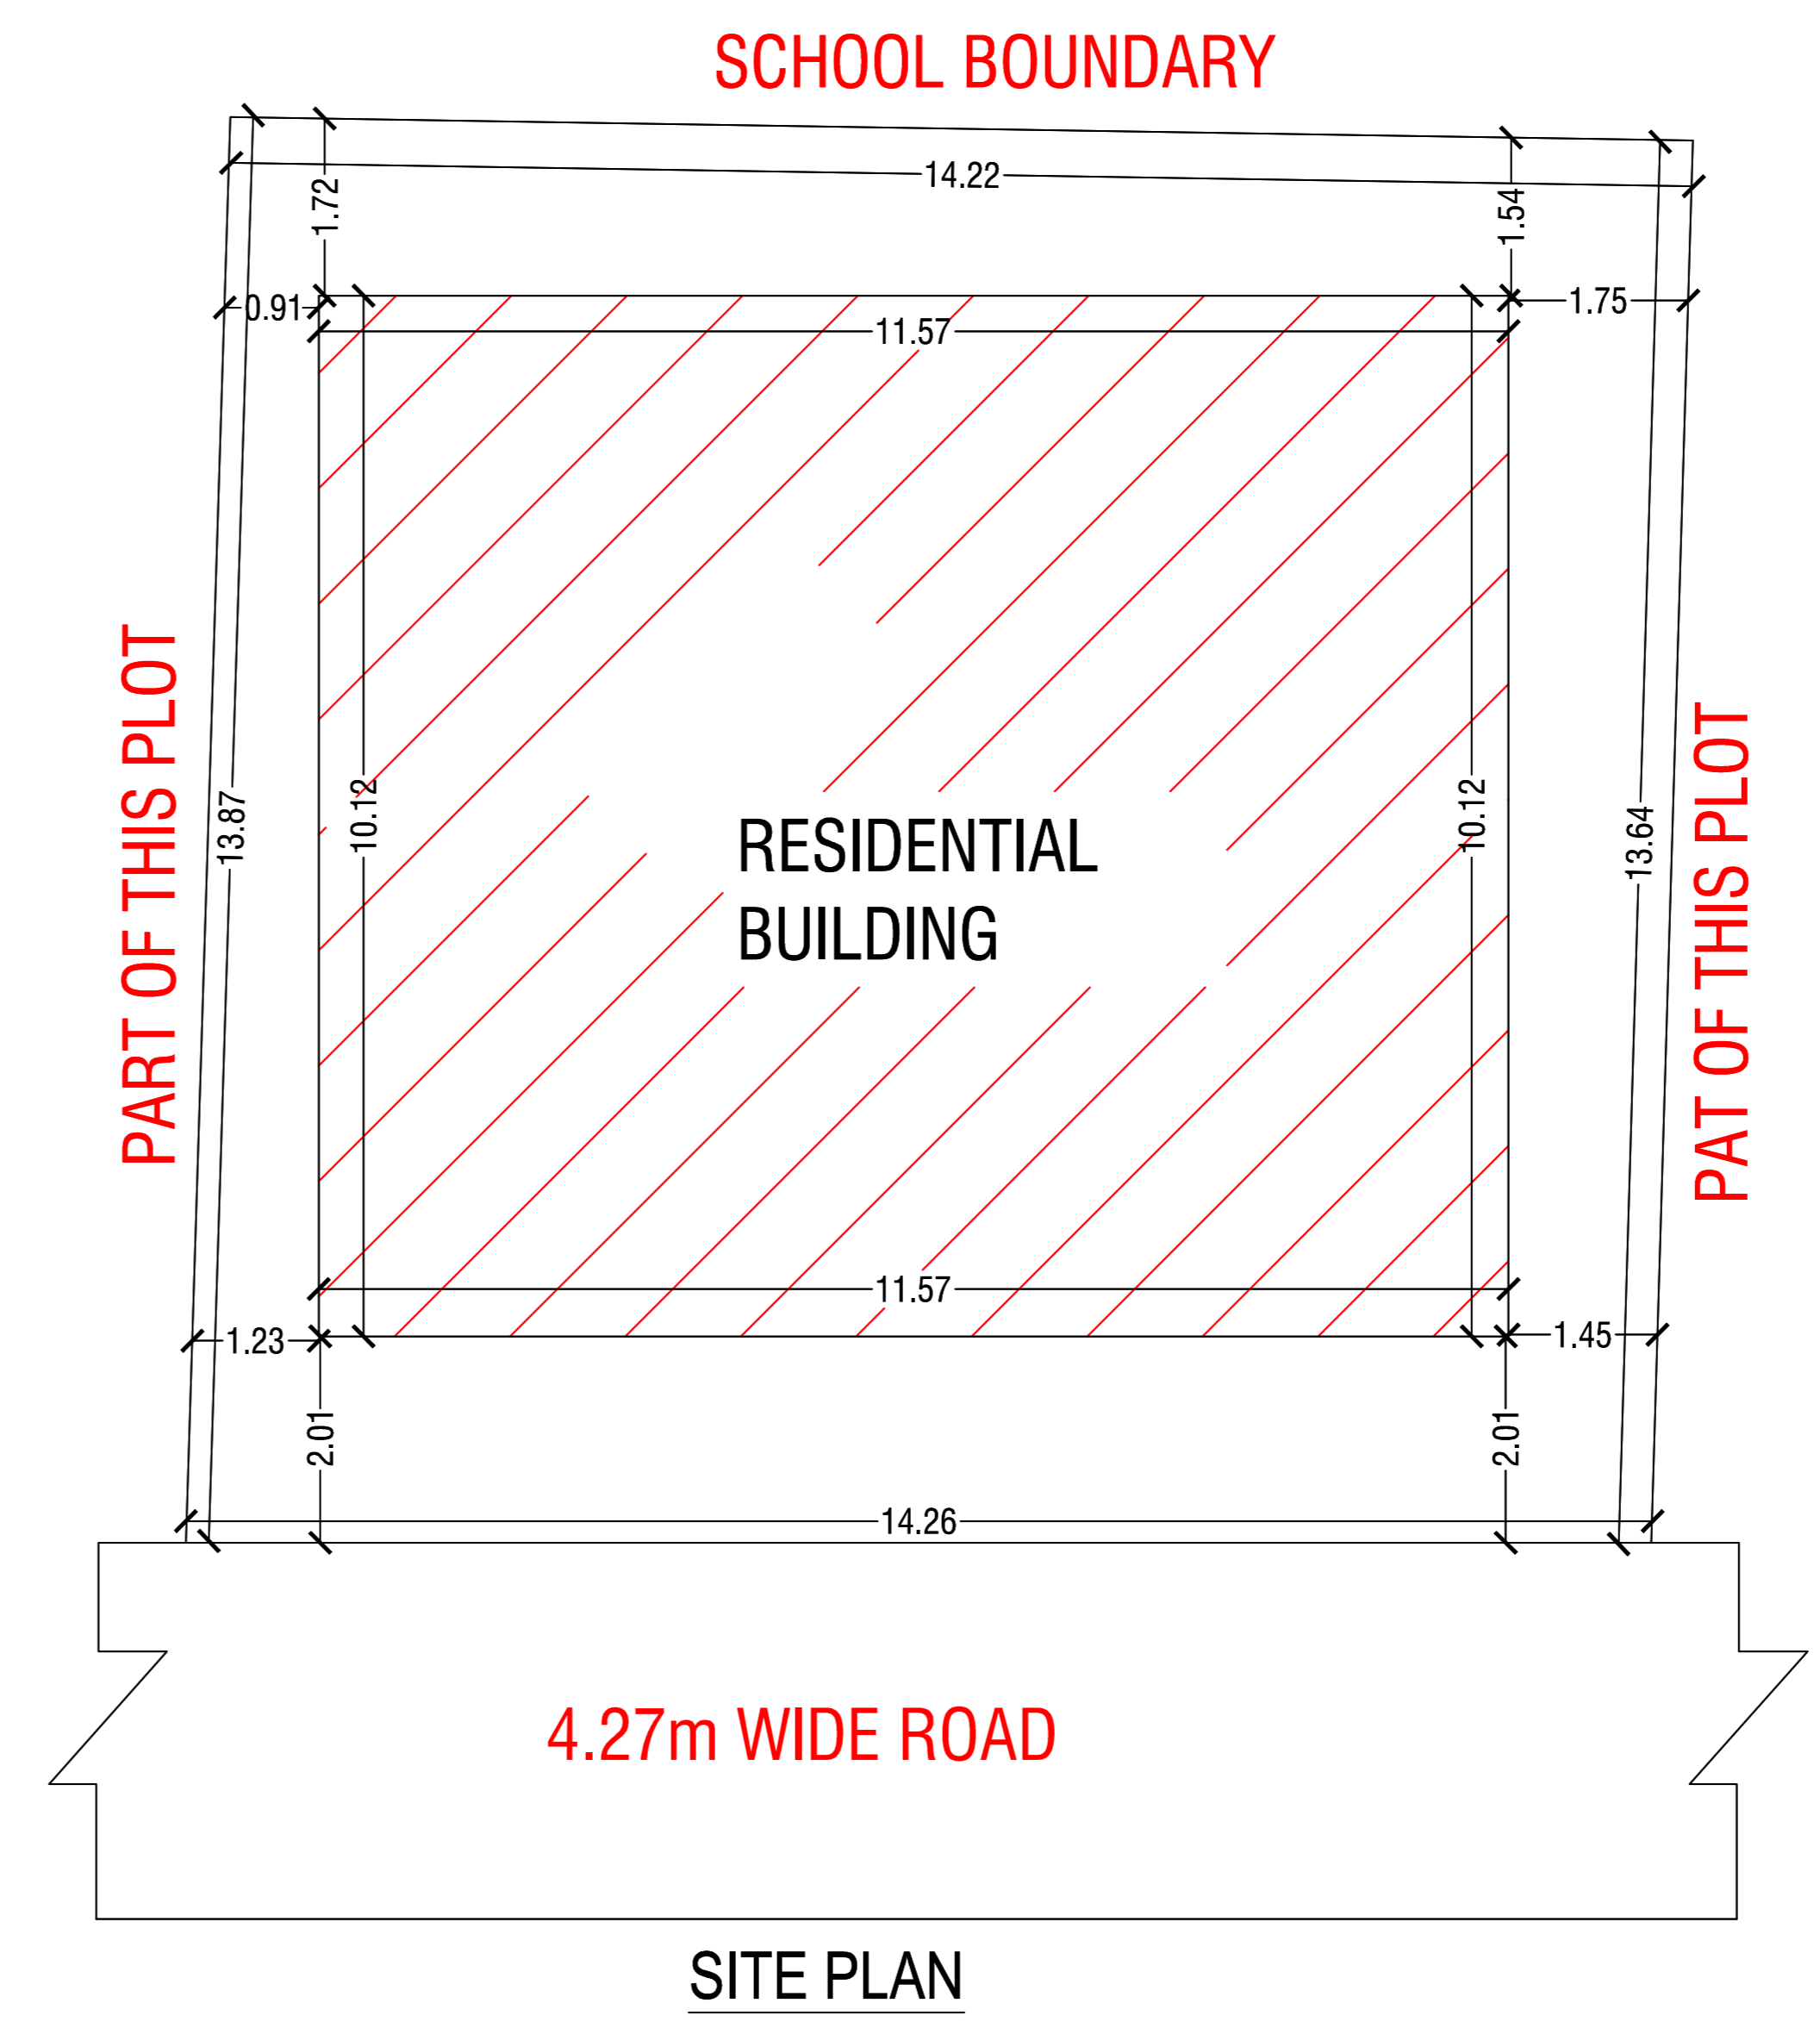 SCHOOL BOUNDARY
14.22
1.72
1.54
0.91
1.75
11.57
PART OF THIS PLOT
13.87
10.12
RESIDENTIAL
BUILDING
10.12
13.64
PAT OF THIS PLOT
11.57
1.23
1.45
2.01
2.01
14.26
4.27m WIDE ROAD
SITE PLAN